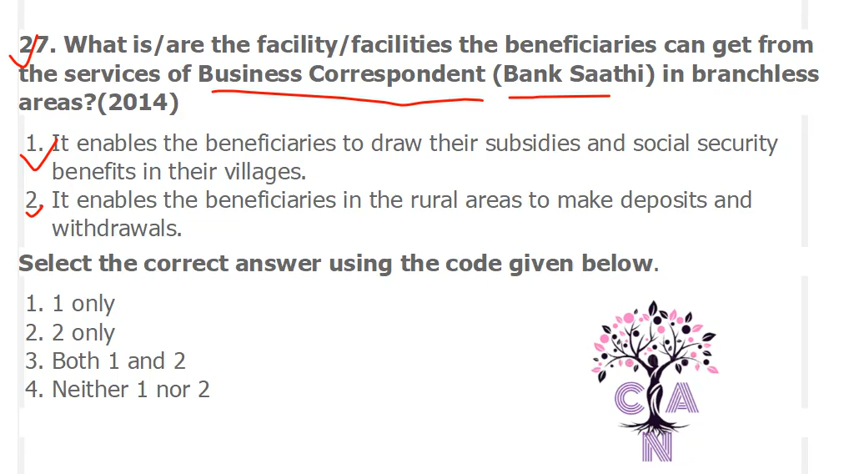 27. What is/are the facility/facilities the beneficiaries can get from
the services of Business Correspondent (Bank Saathi) in branchless
areas?(2014)
1. It enables the beneficiaries to draw their subsidies and social security
benefits in their villages.
2. It enables the beneficiaries in the rural areas to make deposits and
withdrawals.
Select the correct answer using the code given below.
1. 1 only
2. 2 only
3. Both 1 and 2
4. Neither 1 nor 2
C A
N